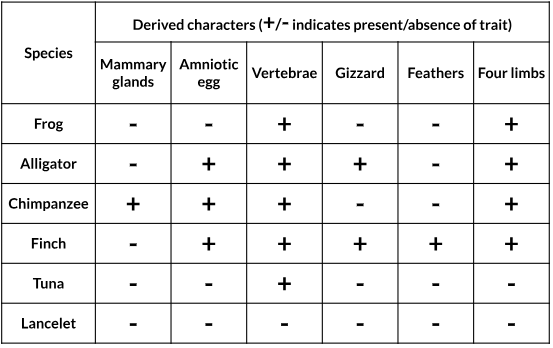 Derived characters (+/- indicates present/absence of trait)
Species
Mammary glands Amniotic egg Vertebrae Gizzard Feathers Four limbs
Frog - - + - - +
Alligator - + + + - +
Chimpanzee + + + - - +
Finch - + + + + +
Tuna - - + - - -
Lancelet - - - - - -